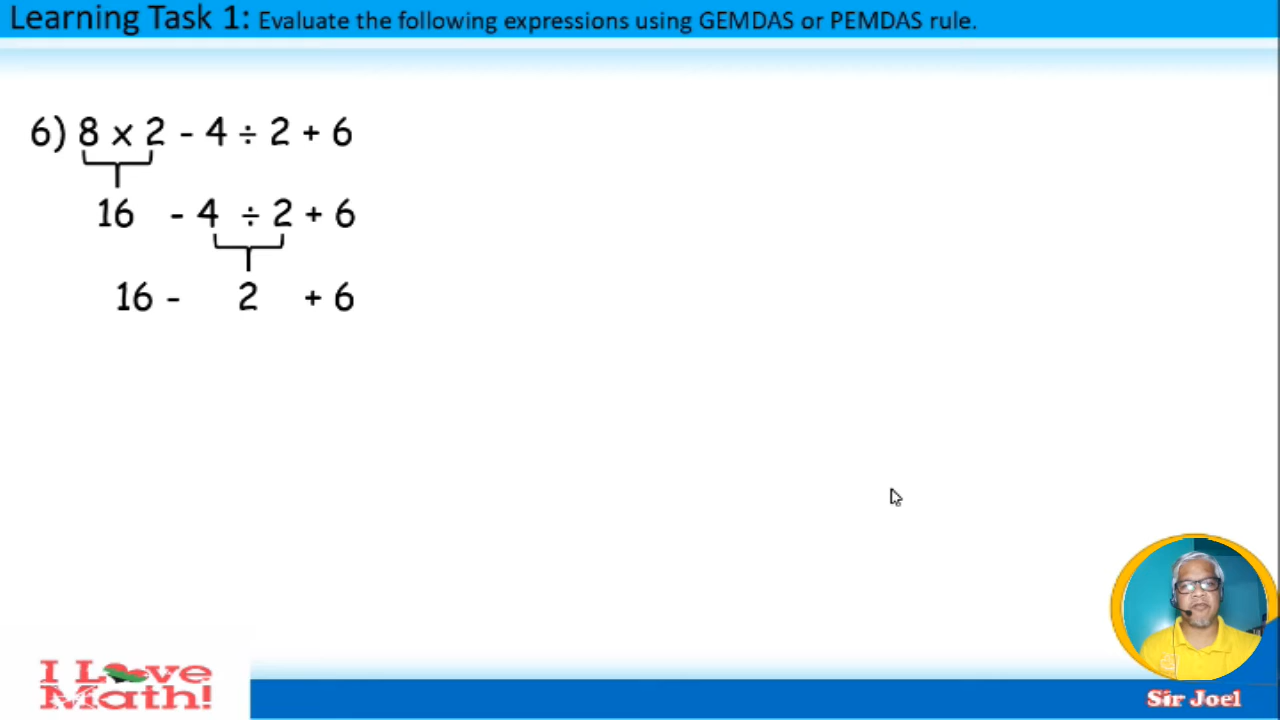 Learning Task 1: Evaluate the following expressions using GEMDAS or PEMDAS rule.
6) 8 x 2 - 4 ÷ 2 + 6
16 - 4 ÷ 2 + 6
16 - 2 + 6
I Love
Math!
Sir Joel